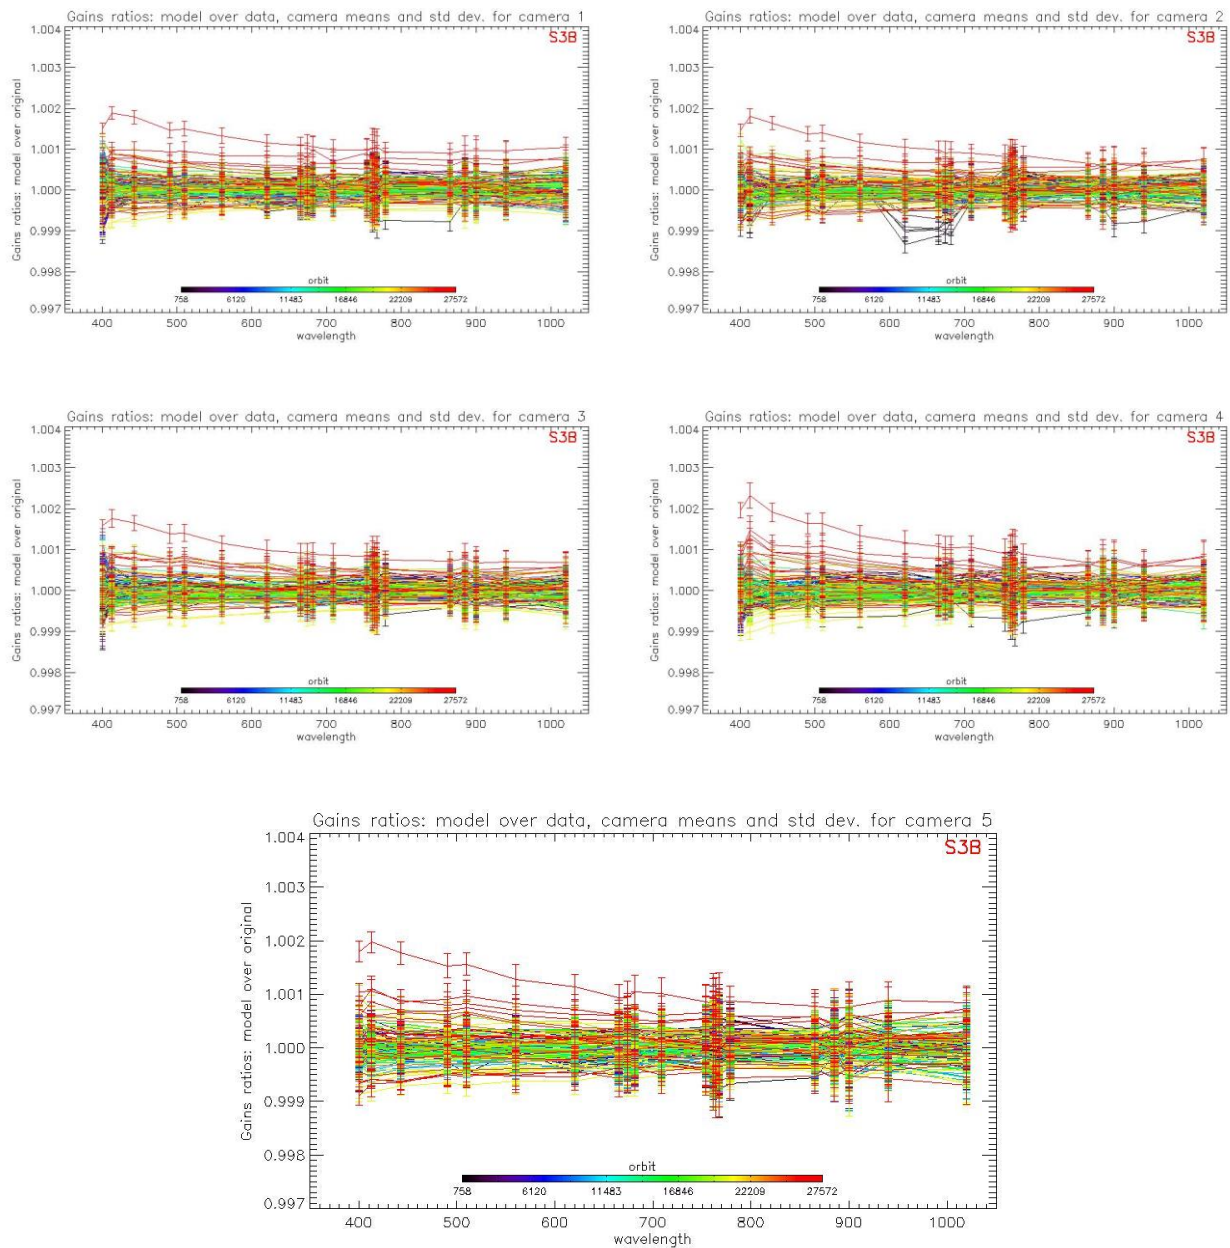 Gains ratios: model over data, camera means and std dev. for camera 1
S3B
1.004
1.003
1.002
1.001
1.000
0.999
0.998
0.997
Gains ratios: model over original
orbit
758 6120 11483 16846 22209 27572
400 500 600 700 800 900 1000
wavelength
Gains ratios: model over data, camera means and std dev. for camera 2
S3B
1.004
1.003
1.002
1.001
1.000
0.999
0.998
0.997
Gains ratios: model over original
orbit
758 6120 11483 16846 22209 27572
400 500 600 700 800 900 1000
wavelength
Gains ratios: model over data, camera means and std dev. for camera 3
S3B
1.004
1.003
1.002
1.001
1.000
0.999
0.998
0.997
Gains ratios: model over original
orbit
758 6120 11483 16846 22209 27572
400 500 600 700 800 900 1000
wavelength
Gains ratios: model over data, camera means and std dev. for camera 4
S3B
1.004
1.003
1.002
1.001
1.000
0.999
0.998
0.997
Gains ratios: model over original
orbit
758 6120 11483 16846 22209 27572
400 500 600 700 800 900 1000
wavelength
Gains ratios: model over data, camera means and std dev. for camera 5
S3B
1.004
1.003
1.002
1.001
1.000
0.999
0.998
0.997
Gains ratios: model over original
orbit
758 6120 11483 16846 22209 27572
400 500 600 700 800 900 1000
wavelength